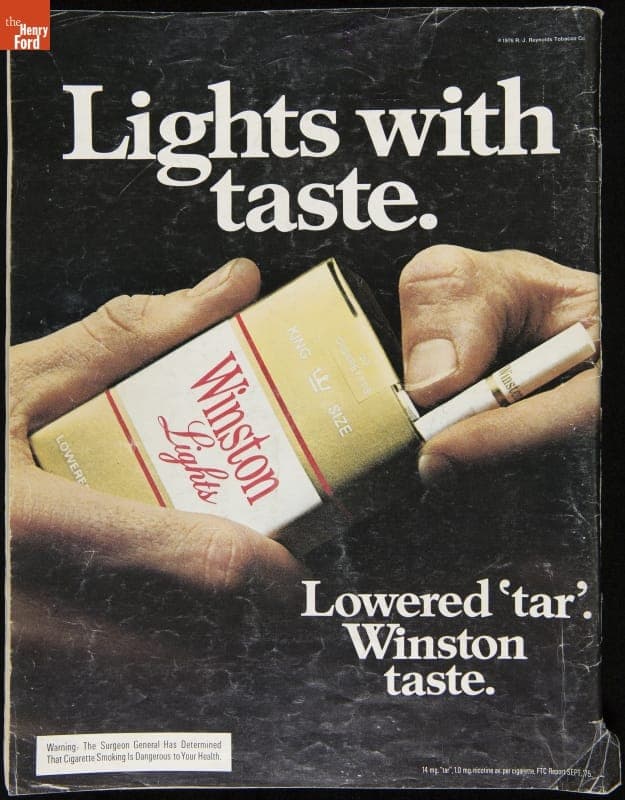 the
Henry
Ford
© 1976 R. J. Reynolds Tobacco Co.
Lights with
taste.
KING SIZE
Winston
Lights
Winston
LOWERE
Lowered ‘tar’.
Winston
taste.
Warning: The Surgeon General Has Determined
That Cigarette Smoking Is Dangerous to Your Health.
14 mg. "tar", 1.0 mg. nicotine av. per cigarette, FTC Report SEPT. '75.